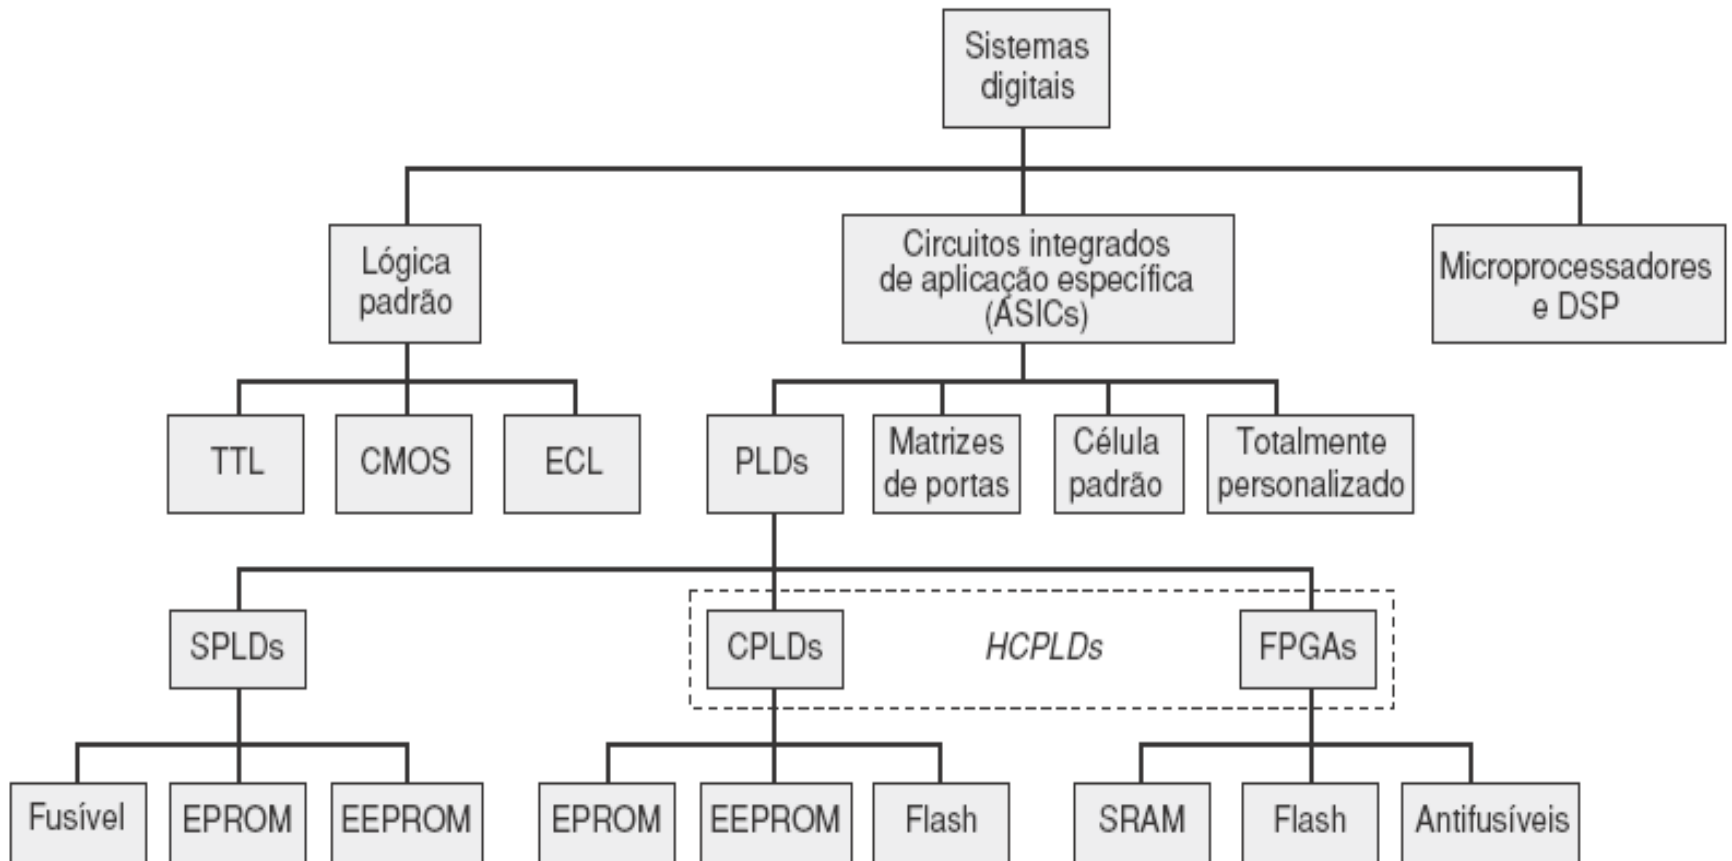 Sistemas
digitais
Lógica
padrão
Circuitos integrados
de aplicação específica
(ASICs)
Microprocessadores
e DSP
TTL
CMOS
ECL
PLDs
Matrizes
de portas
Célula
padrão
Totalmente
personalizado
SPLDs
CPLDs
HCPLDs
FPGAs
Fusível
EPROM
EEPROM
EPROM
EEPROM
Flash
SRAM
Flash
Antifusíveis